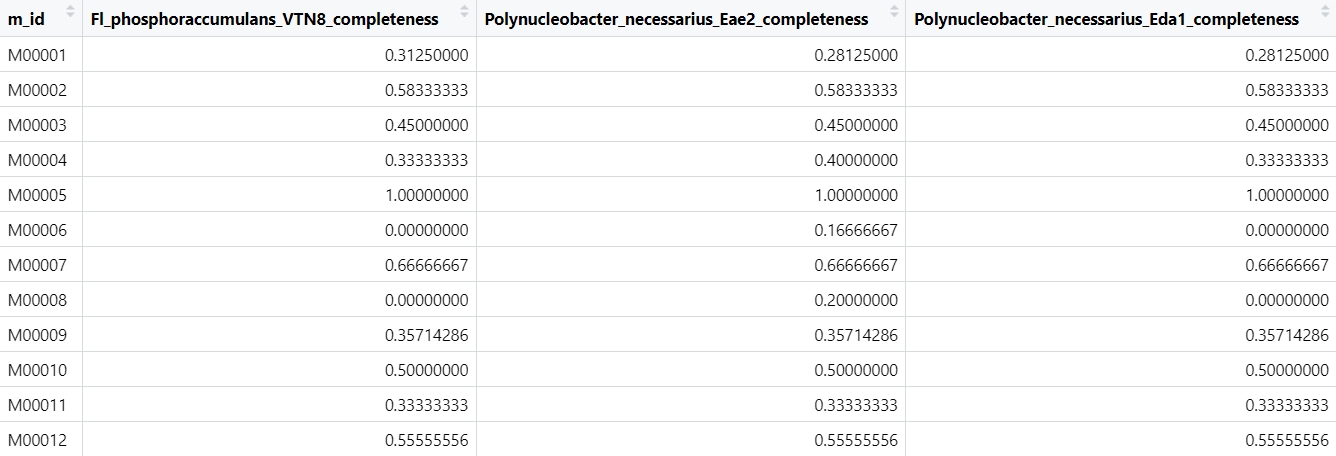 m_id Fl_phosphoraccumulans_VTN8_completeness Polynucleobacter_necessarius_Eae2_completeness Polynucleobacter_necessarius_Eda1_completeness
M00001 0.31250000 0.28125000 0.28125000
M00002 0.58333333 0.58333333 0.58333333
M00003 0.45000000 0.45000000 0.45000000
M00004 0.33333333 0.40000000 0.33333333
M00005 1.00000000 1.00000000 1.00000000
M00006 0.00000000 0.16666667 0.00000000
M00007 0.66666667 0.66666667 0.66666667
M00008 0.00000000 0.20000000 0.00000000
M00009 0.35714286 0.35714286 0.35714286
M00010 0.50000000 0.50000000 0.50000000
M00011 0.33333333 0.33333333 0.33333333
M00012 0.55555556 0.55555556 0.55555556